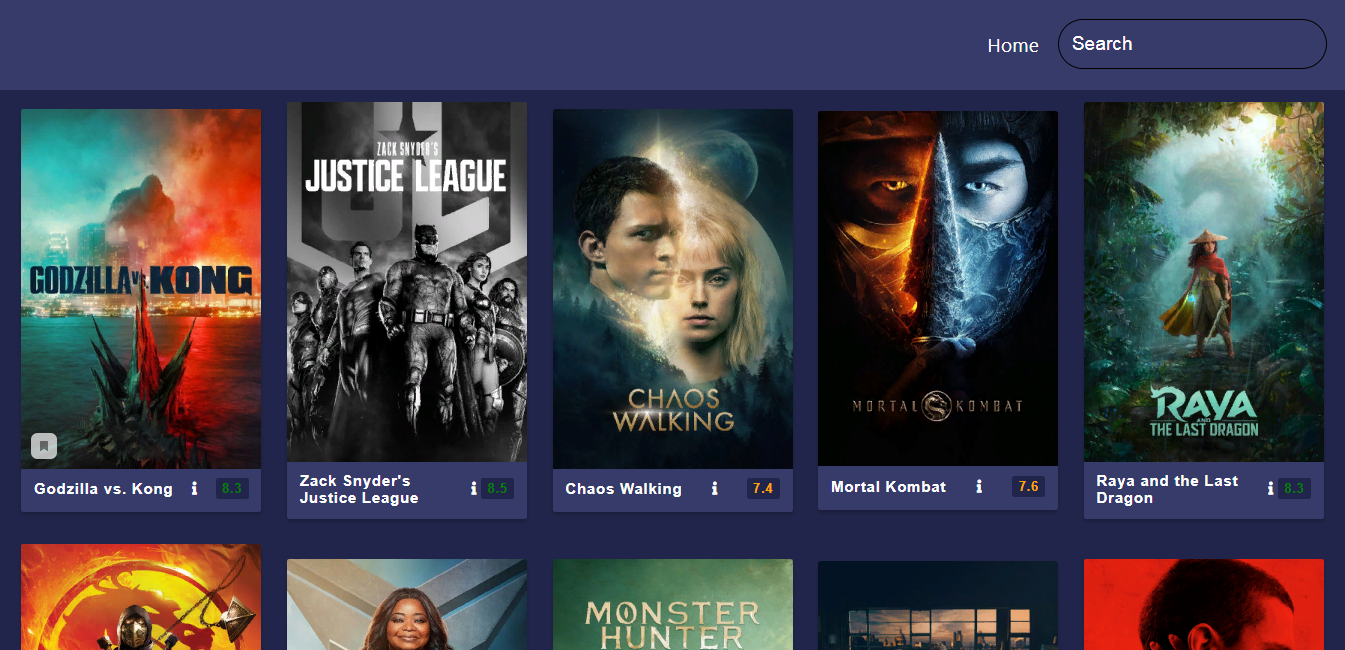 Home
Search
GODZILLA vs. KONG
ZACK SNYDER'S
JUSTICE LEAGUE
CHAOS
WALKING
MORTAL KOMBAT
RAYA
AND
THE LAST DRAGON
Godzilla vs. Kong
8.3
Zack Snyder's
Justice League
8.5
Chaos Walking
7.4
Mortal Kombat
7.6
Raya and the Last
Dragon
8.3
MONSTER
HUNTER